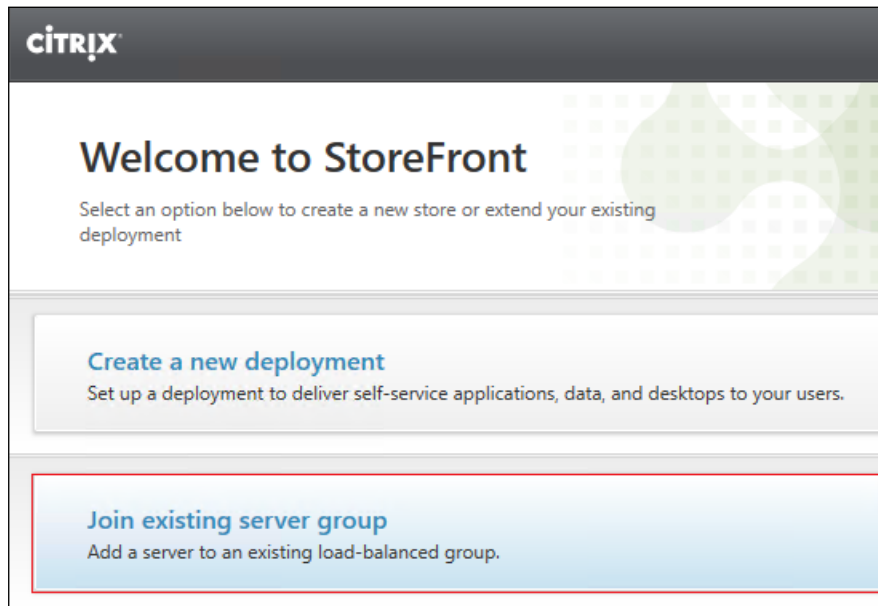 CİTRIX
Welcome to StoreFront
Select an option below to create a new store or extend your existing
deployment
Create a new deployment
Set up a deployment to deliver self-service applications, data, and desktops to your users.
Join existing server group
Add a server to an existing load-balanced group.